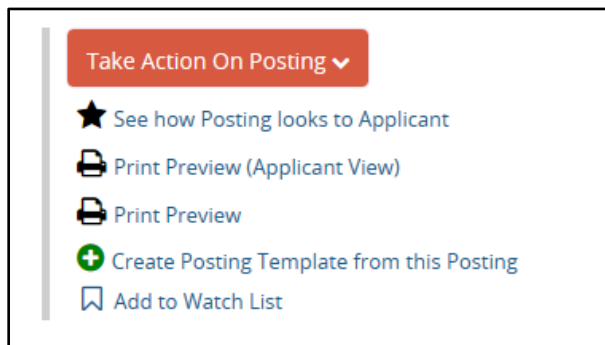 Take Action On Posting
See how Posting looks to Applicant
Print Preview (Applicant View)
Print Preview
Create Posting Template from this Posting
Add to Watch List